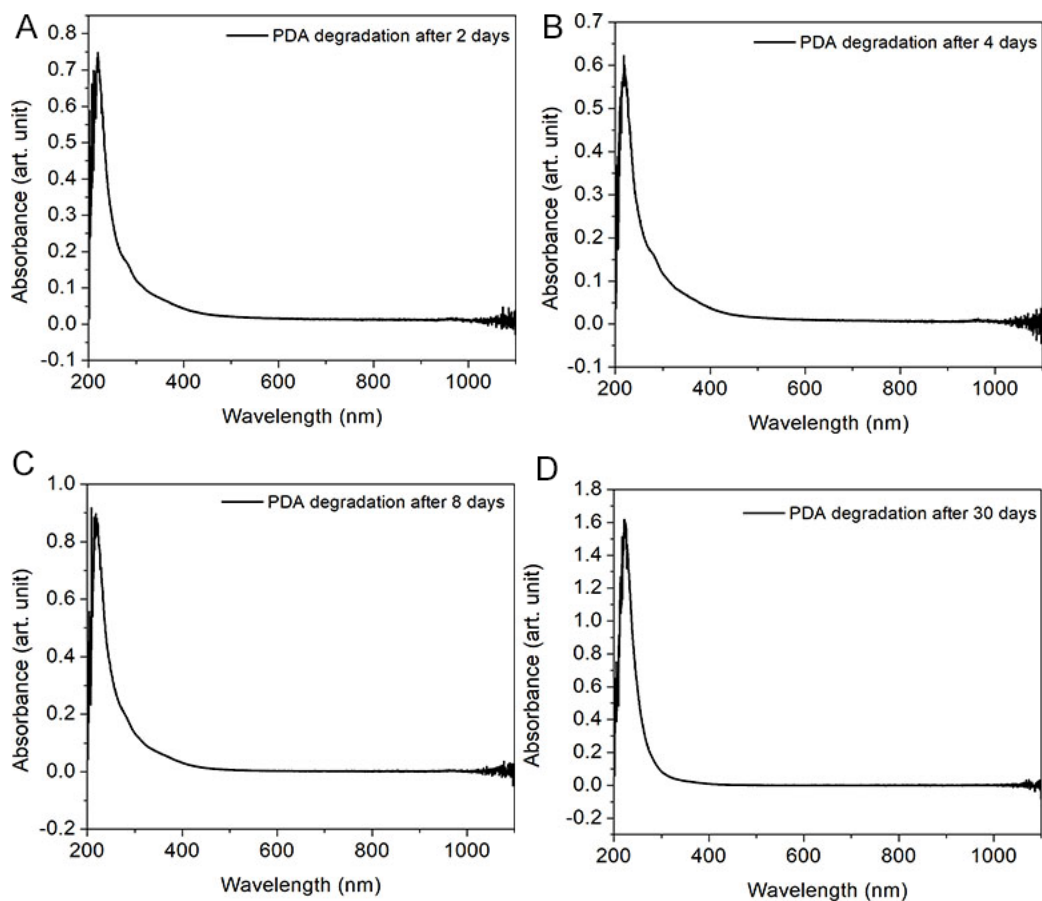 A
PDA degradation after 2 days
Absorbance (art. unit)
0.8
0.7
0.6
0.5
0.4
0.3
0.2
0.1
0.0
-0.1
200 400 600 800 1000
Wavelength (nm)
B
PDA degradation after 4 days
Absorbance (art. unit)
0.6
0.5
0.4
0.3
0.2
0.1
0.0
-0.1
200 400 600 800 1000
Wavelength (nm)
C
PDA degradation after 8 days
Absorbance (art. unit)
1.0
0.8
0.6
0.4
0.2
0.0
-0.2
200 400 600 800 1000
Wavelength (nm)
D
PDA degradation after 30 days
Absorbance (art. unit)
1.8
1.6
1.4
1.2
1.0
0.8
0.6
0.4
0.2
0.0
-0.2
200 400 600 800 1000
Wavelength (nm)